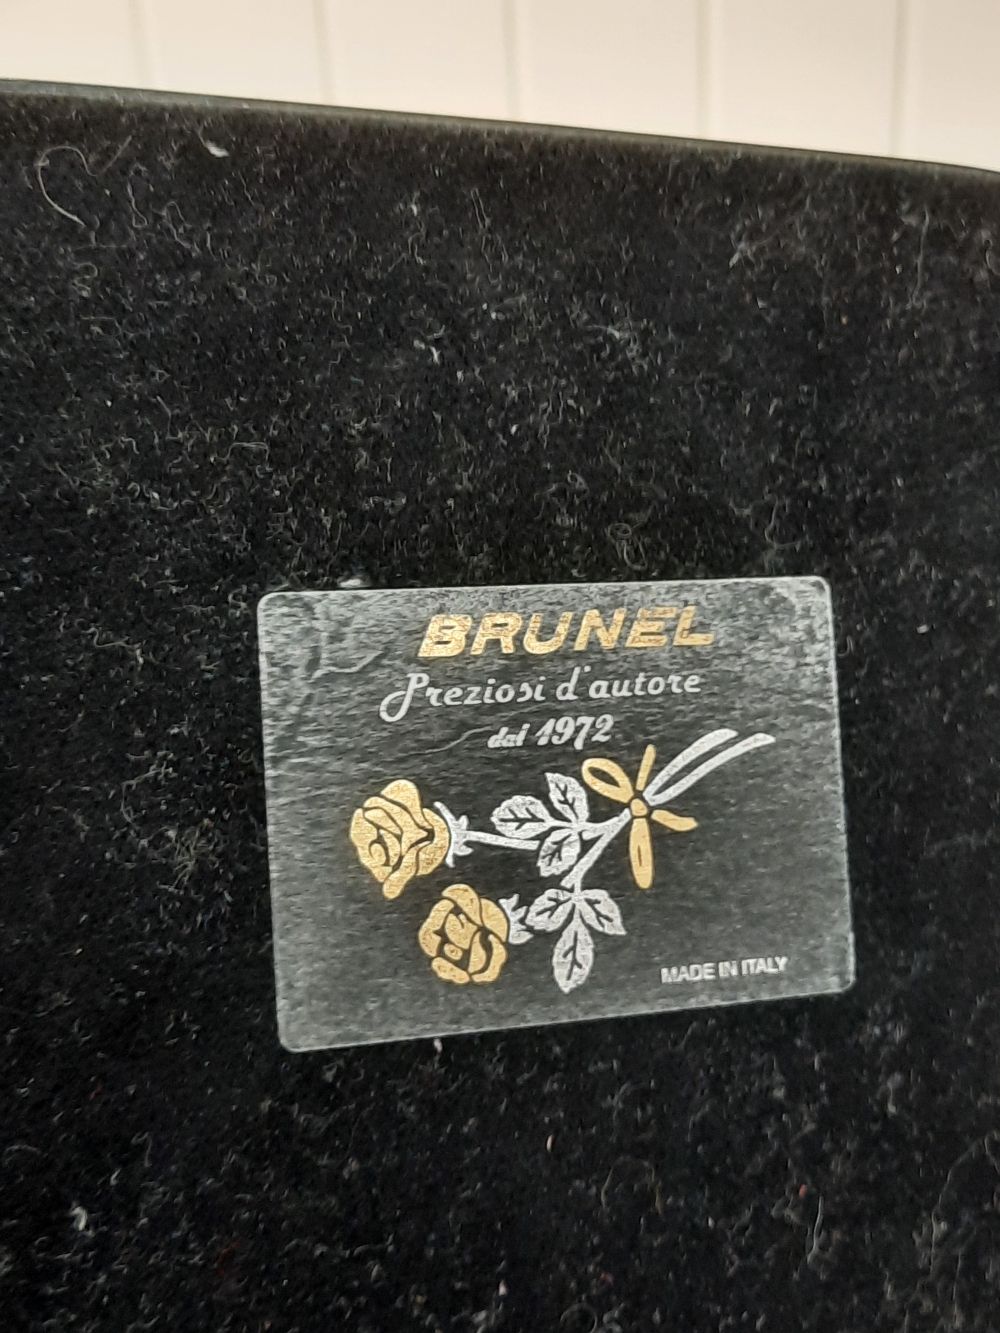 BRUNEL
Preziosi d'autore
dal 1972
MADE IN ITALY